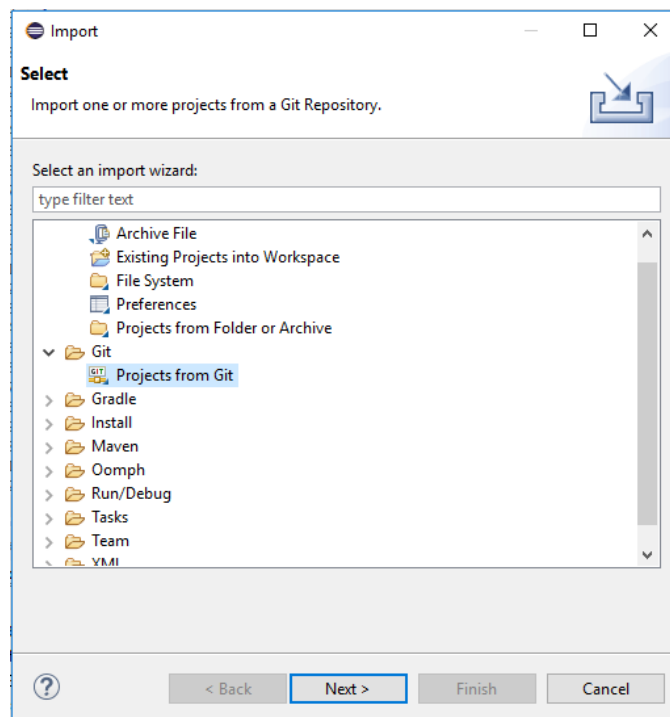 Import
Select
Import one or more projects from a Git Repository.
Select an import wizard:
type filter text
Archive File
Existing Projects into Workspace
File System
Preferences
Projects from Folder or Archive
Git
GIT
Projects from Git
Gradle
Install
Maven
Oomph
Run/Debug
Tasks
Team
XML
?
< Back
Next >
Finish
Cancel